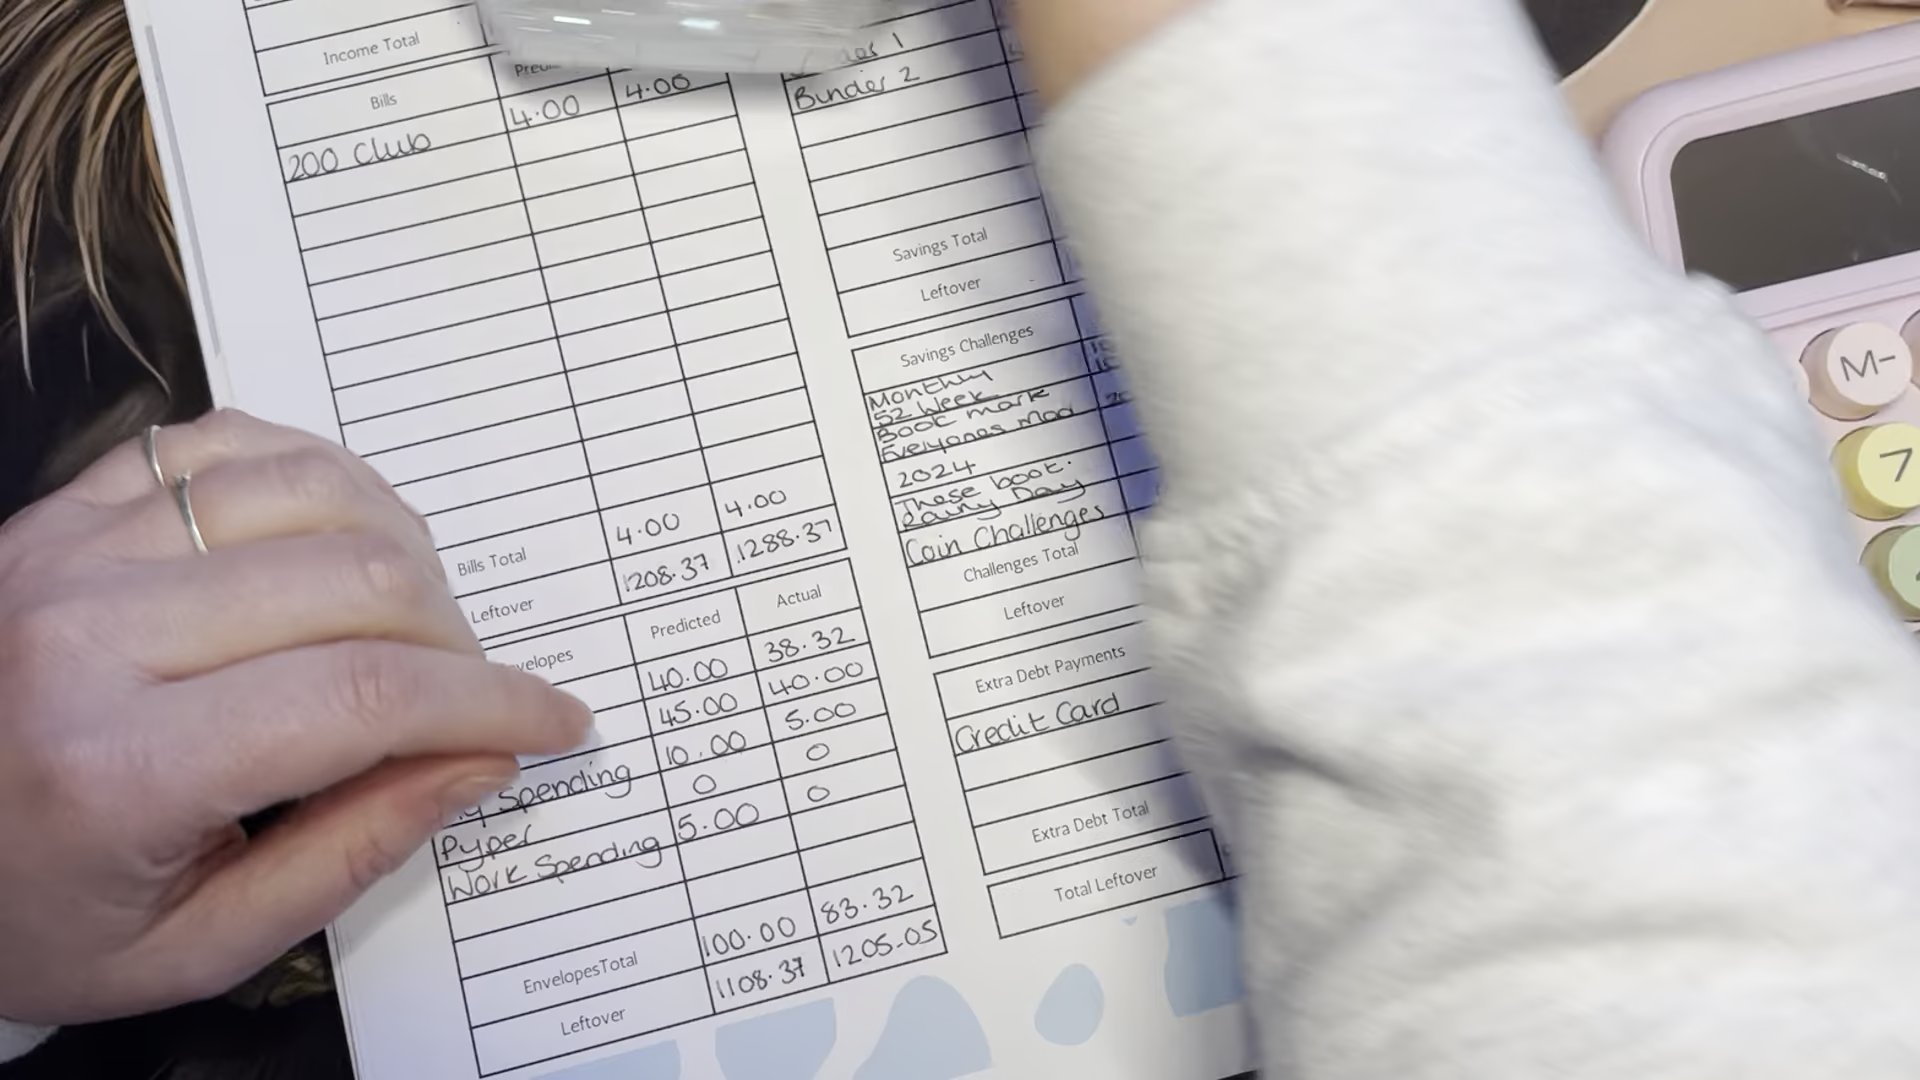 Income Total
Bills
4.00 4.00
200 Club
Bills Total 4.00 4.00
Leftover 1208.37 1288.37
Predicted Actual
40.00 38.32
45.00 40.00
Spending 10.00 5.00
Pyper 0 0
Work Spending 5.00 0
EnvelopesTotal 100.00 83.32
Leftover 1108.37 1205.05
Binder 2
Savings Total
Leftover
Savings Challenges
Monthly
52 Week
Book mark
2024
Coin Challenges
Challenges Total
Leftover
Extra Debt Payments
Credit Card
Extra Debt Total
Total Leftover
M-
7